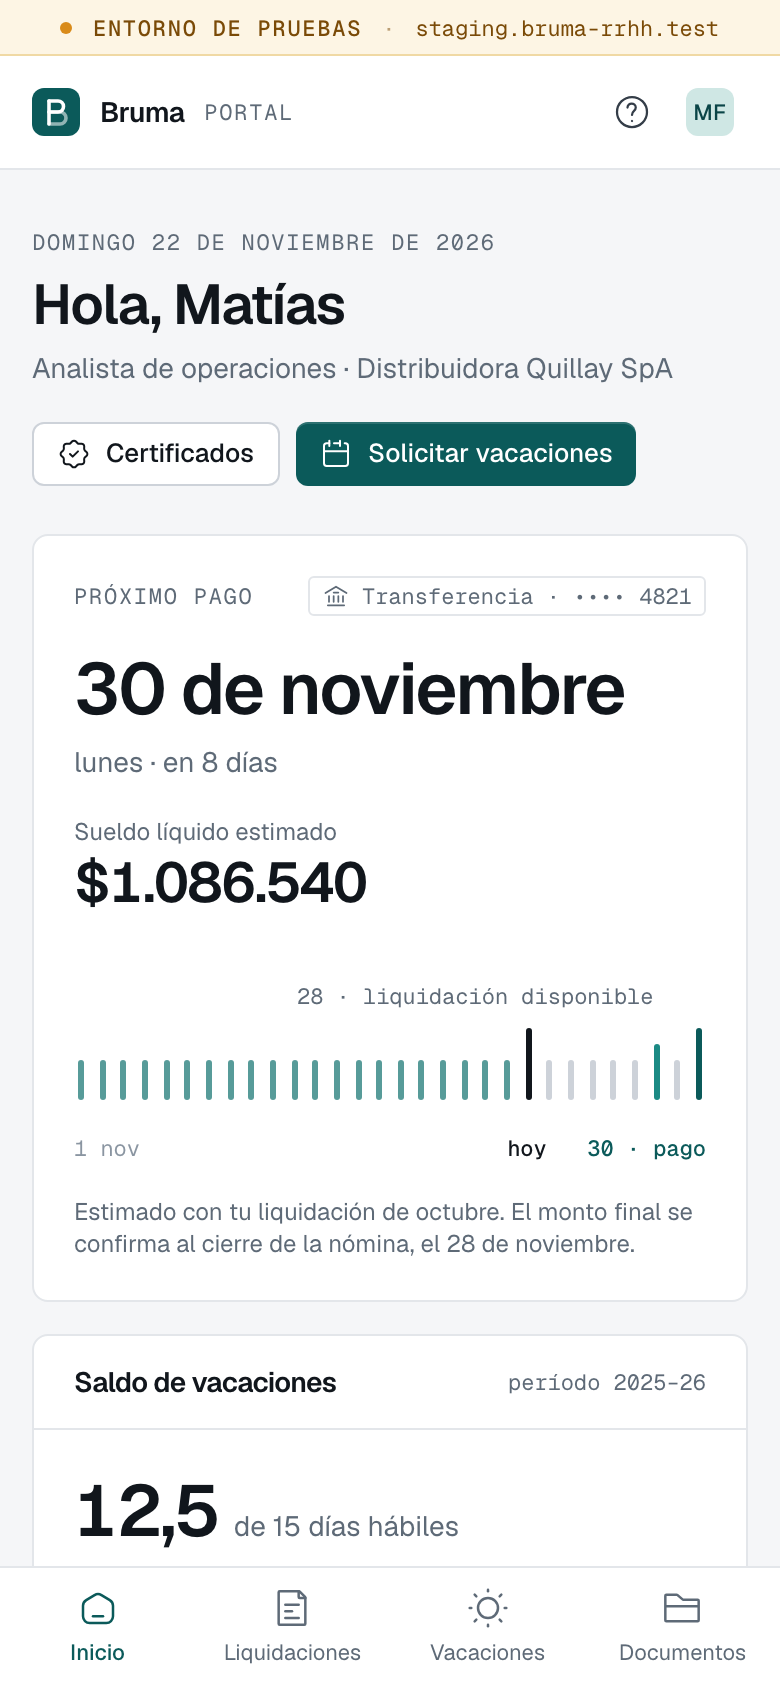 ENTORNO DE PRUEBAS · staging.bruma-rrhh.test
B Bruma PORTAL ? MF
DOMINGO 22 DE NOVIEMBRE DE 2026
Hola, Matías
Analista de operaciones · Distribuidora Quillay SpA
Certificados Solicitar vacaciones
PRÓXIMO PAGO Transferencia · •••• 4821
30 de noviembre
lunes · en 8 días
Sueldo líquido estimado
$1.086.540
28 · liquidación disponible
1 nov hoy 30 · pago
Estimado con tu liquidación de octubre. El monto final se
confirma al cierre de la nómina, el 28 de noviembre.
Saldo de vacaciones período 2025-26
12,5 de 15 días hábiles
Inicio Liquidaciones Vacaciones Documentos